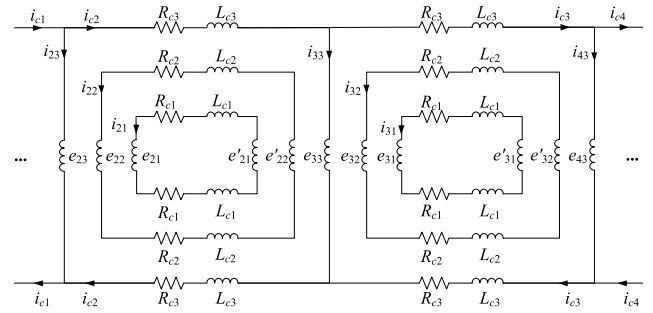 i_{c1} i_{c2} R_{c3} L_{c3} R_{c3} L_{c3} i_{c3} i_{c4}
i_{23} i_{33} i_{43}
R_{c2} L_{c2} R_{c2} L_{c2}
i_{22} i_{32}
R_{c1} L_{c1} R_{c1} L_{c1}
i_{21} i_{31}
... e_{23} e_{22} e_{21} e'_{21} e'_{22} e_{33} e_{32} e_{31} e'_{31} e'_{32} e_{43} ...
R_{c1} L_{c1} R_{c1} L_{c1}
R_{c2} L_{c2} R_{c2} L_{c2}
i_{c1} i_{c2} R_{c3} L_{c3} R_{c3} L_{c3} i_{c3} i_{c4}